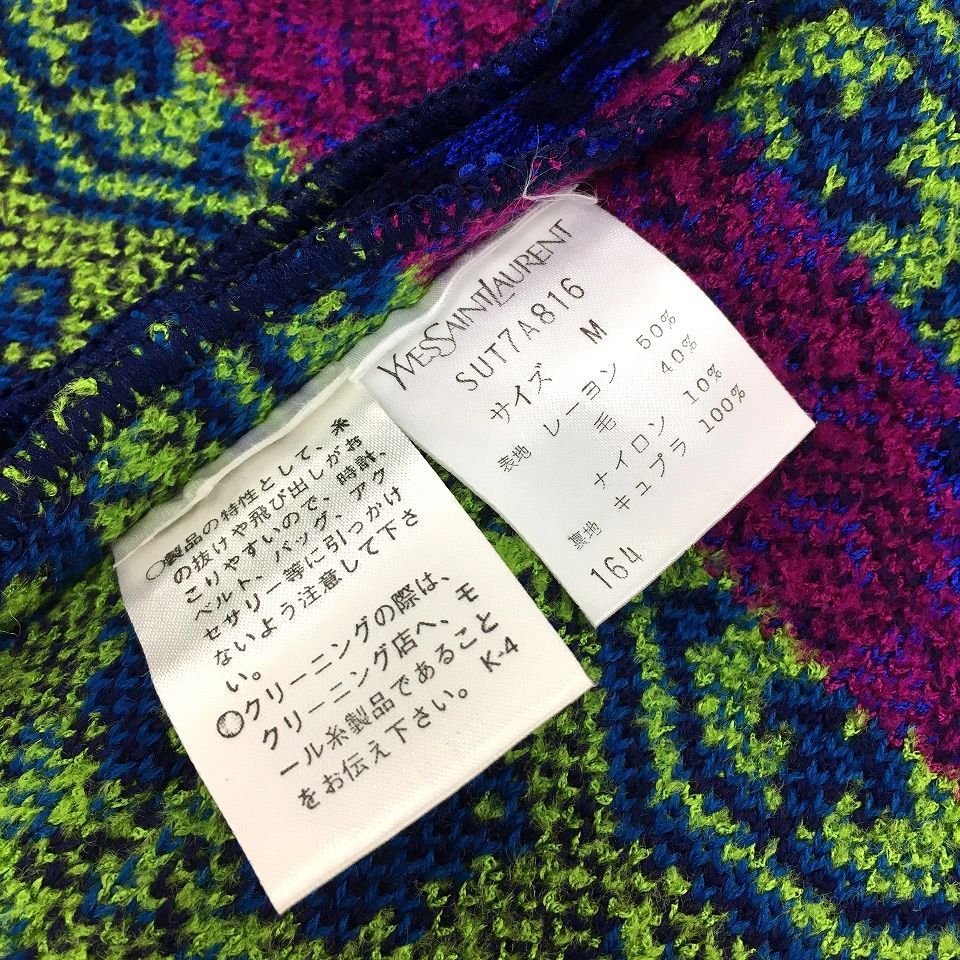 YVESSAINTLAURENT
SUT7A816
サイズ M
表地 レーヨン 50%
毛 40%
ナイロン 10%
裏地 キュプラ 100%
164
○製品の特性として、糸
の抜けや飛び出しがお
こりやすいので、時計、
ベルト、バッグ、アク
セサリー等に引っかけ
ないよう注意して下さ
い。
○クリーニングの際は、
クリーニング店へ、モ
ール糸製品であること
をお伝え下さい。 K-4